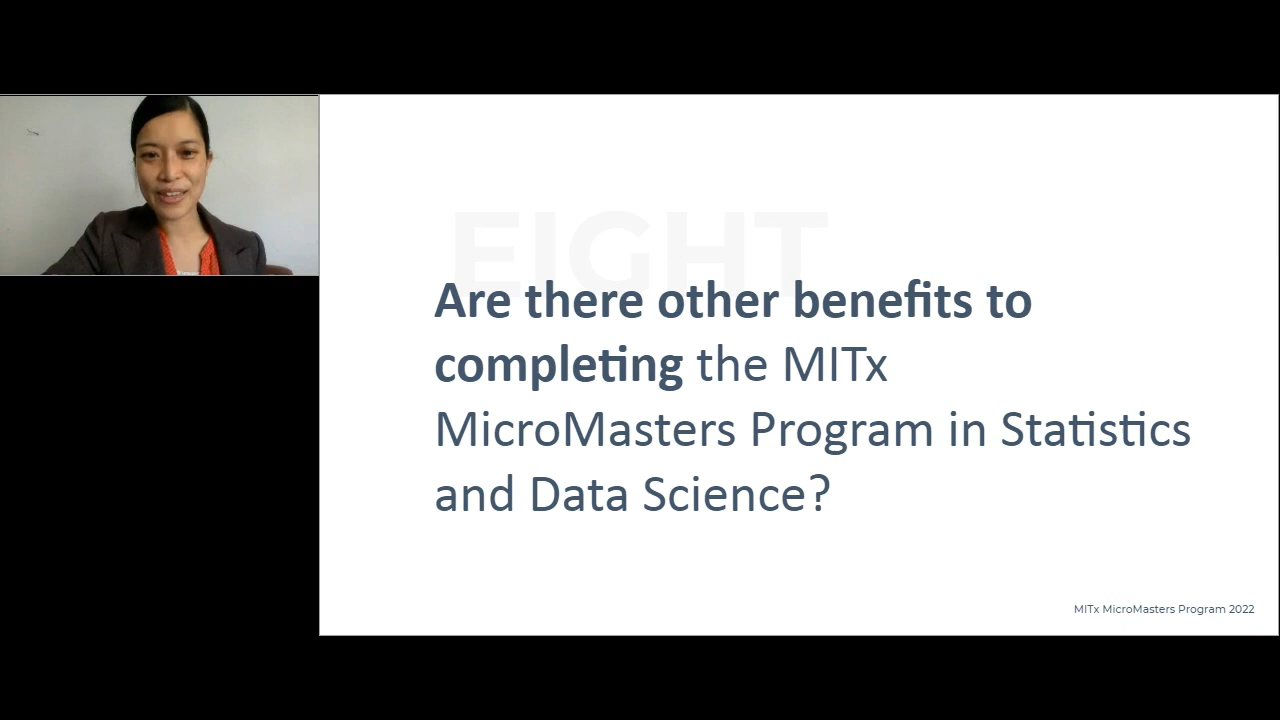 EIGHT
Are there other benefits to
completing the MITx
MicroMasters Program in Statistics
and Data Science?
MITx MicroMasters Program 2022